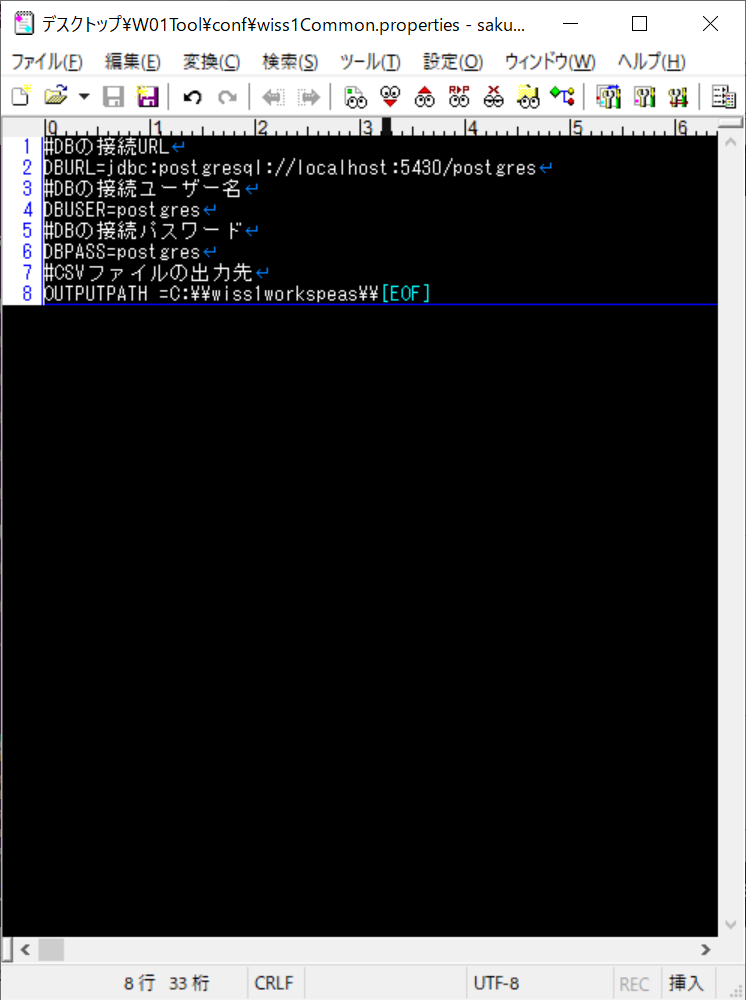 デスクトップ¥W01Tool¥conf¥wiss1Common.properties - saku...
ファイル(F) 編集(E) 変換(C) 検索(S) ツール(T) 設定(O) ウィンドウ(W) ヘルプ(H)
0 1 2 3 4 5 6
1 #DBの接続URL↵
2 DBURL=jdbc:postgresql://localhost:5430/postgres↵
3 #DBの接続ユーザー名↵
4 DBUSER=postgres↵
5 #DBの接続パスワード↵
6 DBPASS=postgres↵
7 #CSVファイルの出力先↵
8 OUTPUTPATH =C:¥¥wiss1workspeas¥¥[EOF]
8 行 33 桁 CRLF UTF-8 REC 挿入